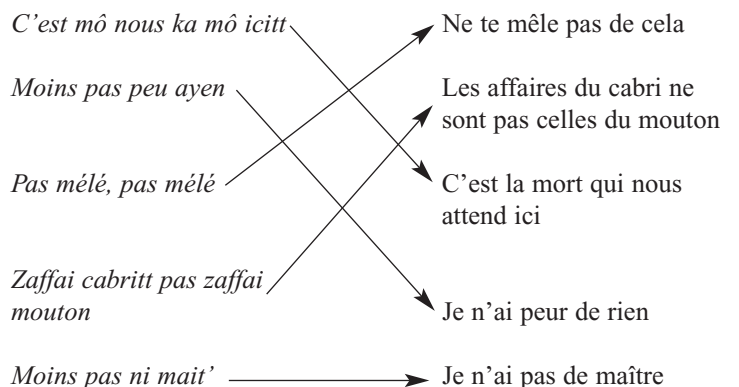 C'est mô nous ka mô icitt
Moins pas peu ayen
Pas mélé, pas mélé
Zaffai cabritt pas zaffai
mouton
Moins pas ni mait'
Ne te mêle pas de cela
Les affaires du cabri ne
sont pas celles du mouton
C'est la mort qui nous
attend ici
Je n'ai peur de rien
Je n'ai pas de maître